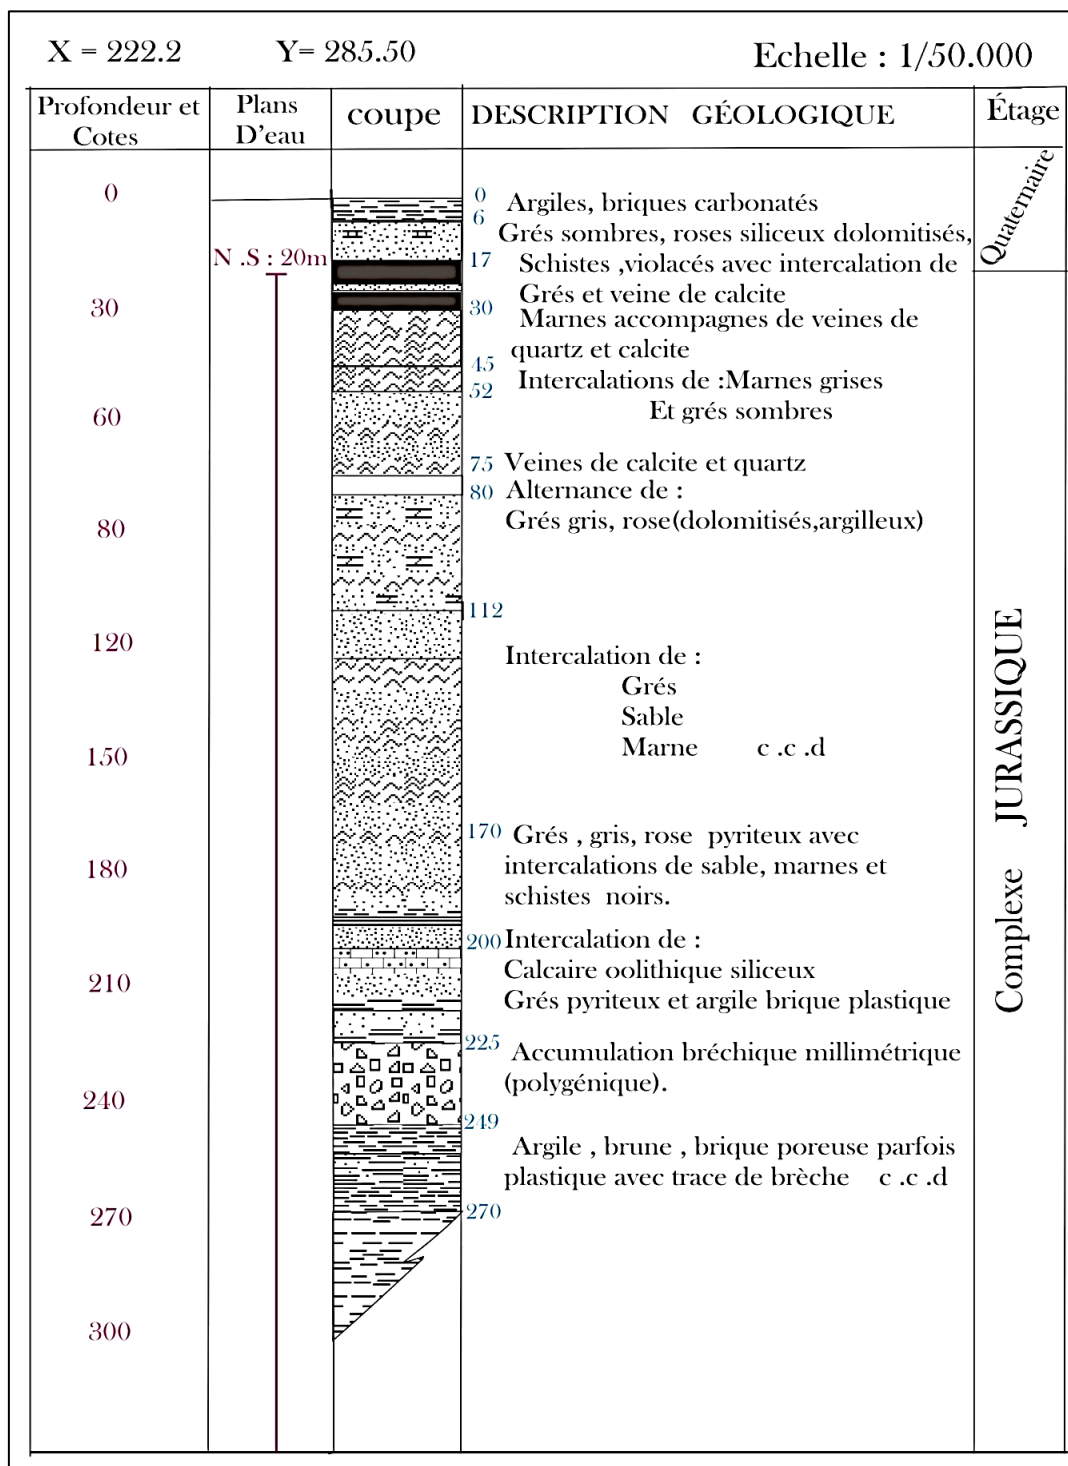 X = 222.2 Y= 285.50 Echelle : 1/50.000
Profondeur et Cotes
Plans D'eau
coupe
DESCRIPTION GÉOLOGIQUE
Étage
0
30
60
80
120
150
180
210
240
270
300
N .S : 20m
0
6
17
30
45
52
75
80
112
170
200
225
249
270
Argiles, briques carbonatés
Grés sombres, roses siliceux dolomitisés,
Schistes ,violacés avec intercalation de
Grés et veine de calcite
Marnes accompagnes de veines de
quartz et calcite
Intercalations de :Marnes grises
Et grés sombres
Veines de calcite et quartz
Alternance de :
Grés gris, rose(dolomitisés,argilleux)
Intercalation de :
Grés
Sable
Marne c .c .d
Grés , gris, rose pyriteux avec
intercalations de sable, marnes et
schistes noirs.
Intercalation de :
Calcaire oolithique siliceux
Grés pyriteux et argile brique plastique
Accumulation bréchique millimétrique
(polygénique).
Argile , brune , brique poreuse parfois
plastique avec trace de brèche c .c .d
Quaternaire
Complexe JURASSIQUE